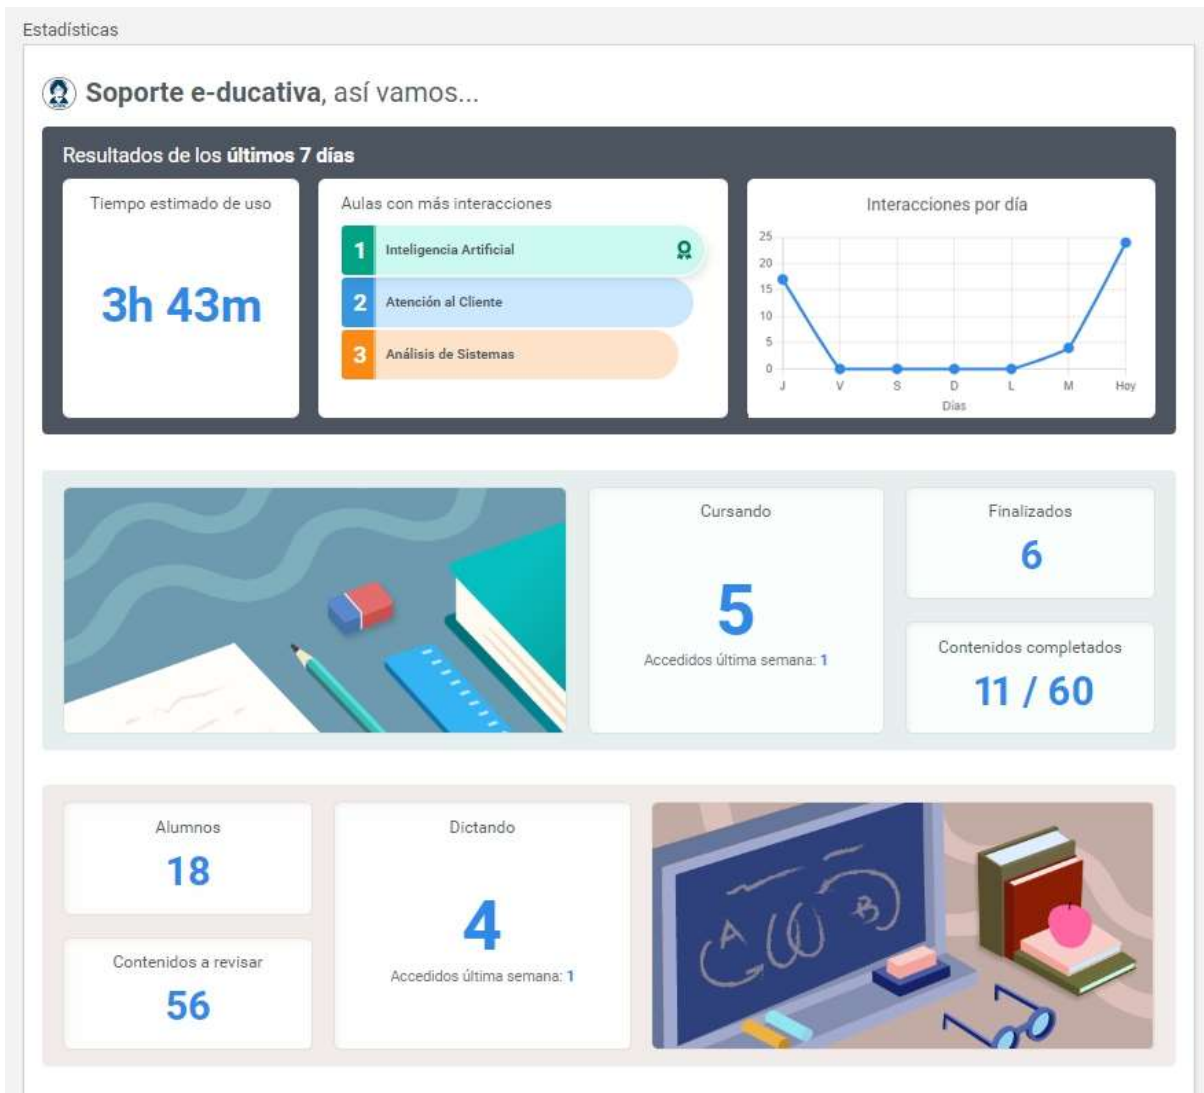 Estadísticas
Soporte e-ducativa, así vamos...
Resultados de los últimos 7 días
Tiempo estimado de uso
3h 43m
Aulas con más interacciones
1 Inteligencia Artificial
2 Atención al Cliente
3 Análisis de Sistemas
Interacciones por día
25
20
15
10
5
0
J V S D L M Hoy
Días
Cursando
5
Accedidos última semana: 1
Finalizados
6
Contenidos completados
11 / 60
Alumnos
18
Contenidos a revisar
56
Dictando
4
Accedidos última semana: 1
A B